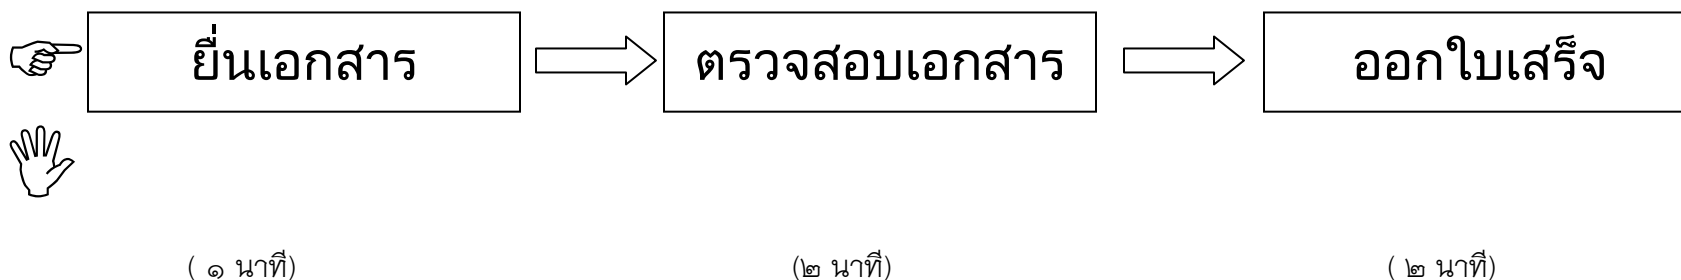 ยื่นเอกสาร ตรวจสอบเอกสาร ออกใบเสร็จ
( ๑ นาที) (๒ นาที) ( ๒ นาที)